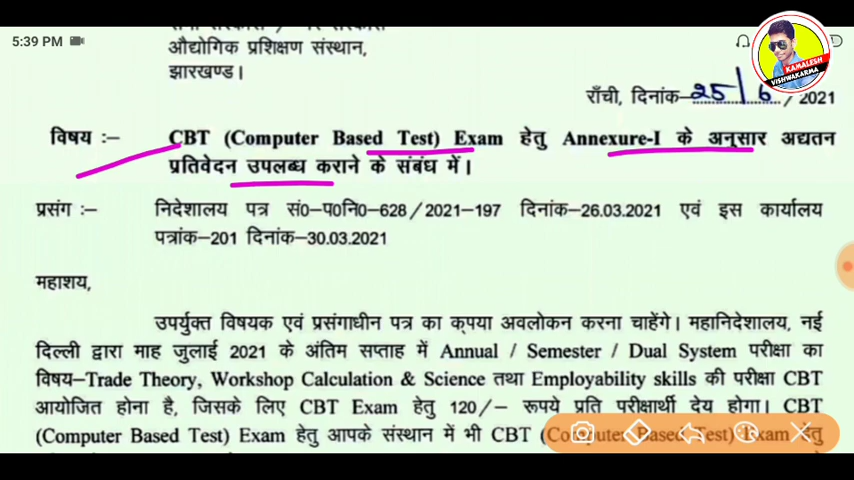 5:39 PM
औद्योगिक प्रशिक्षण संस्थान,
झारखण्ड।
KAMALESH
VISHWAKARMA
राँची, दिनांक-25/6/2021
विषय :- CBT (Computer Based Test) Exam हेतु Annexure-I के अनुसार अद्यतन
प्रतिवेदन उपलब्ध कराने के संबंध में।
प्रसंग :- निदेशालय पत्र सं0-प0नि0-628/2021-197 दिनांक-26.03.2021 एवं इस कार्यालय
पत्रांक-201 दिनांक-30.03.2021
महाशय,
उपर्युक्त विषयक एवं प्रसंगाधीन पत्र का कृपया अवलोकन करना चाहेंगे। महानिदेशालय, नई
दिल्ली द्वारा माह जुलाई 2021 के अंतिम सप्ताह में Annual / Semester / Dual System परीक्षा का
विषय-Trade Theory, Workshop Calculation & Science तथा Employability skills की परीक्षा CBT
आयोजित होना है, जिसके लिए CBT Exam हेतु 120/- रूपये प्रति परीक्षार्थी देय होगा। CBT
(Computer Based Test) Exam हेतु आपके संस्थान में भी CBT (Computer Based Test) Exam हेतु